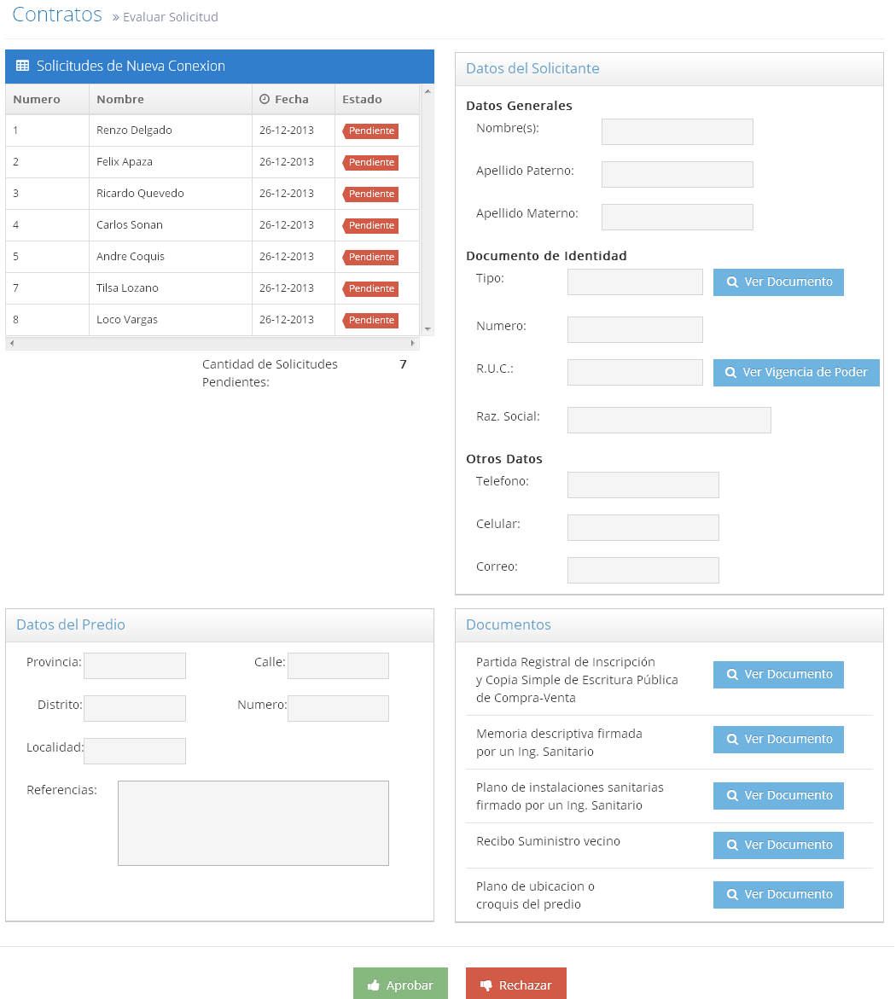 Contratos » Evaluar Solicitud
Solicitudes de Nueva Conexion
Numero Nombre Fecha Estado
1 Renzo Delgado 26-12-2013 Pendiente
2 Felix Apaza 26-12-2013 Pendiente
3 Ricardo Quevedo 26-12-2013 Pendiente
4 Carlos Sonan 26-12-2013 Pendiente
5 Andre Coquis 26-12-2013 Pendiente
7 Tilsa Lozano 26-12-2013 Pendiente
8 Loco Vargas 26-12-2013 Pendiente
Cantidad de Solicitudes 7
Pendientes:
Datos del Solicitante
Datos Generales
Nombre(s):
Apellido Paterno:
Apellido Materno:
Documento de Identidad
Tipo: Ver Documento
Numero:
R.U.C.: Ver Vigencia de Poder
Raz. Social:
Otros Datos
Telefono:
Celular:
Correo:
Datos del Predio
Provincia: Calle:
Distrito: Numero:
Localidad:
Referencias:
Documentos
Partida Registral de Inscripción
y Copia Simple de Escritura Pública
de Compra-Venta
Ver Documento
Memoria descriptiva firmada
por un Ing. Sanitario
Ver Documento
Plano de instalaciones sanitarias
firmado por un Ing. Sanitario
Ver Documento
Recibo Suministro vecino
Ver Documento
Plano de ubicacion o
croquis del predio
Ver Documento
Aprobar Rechazar